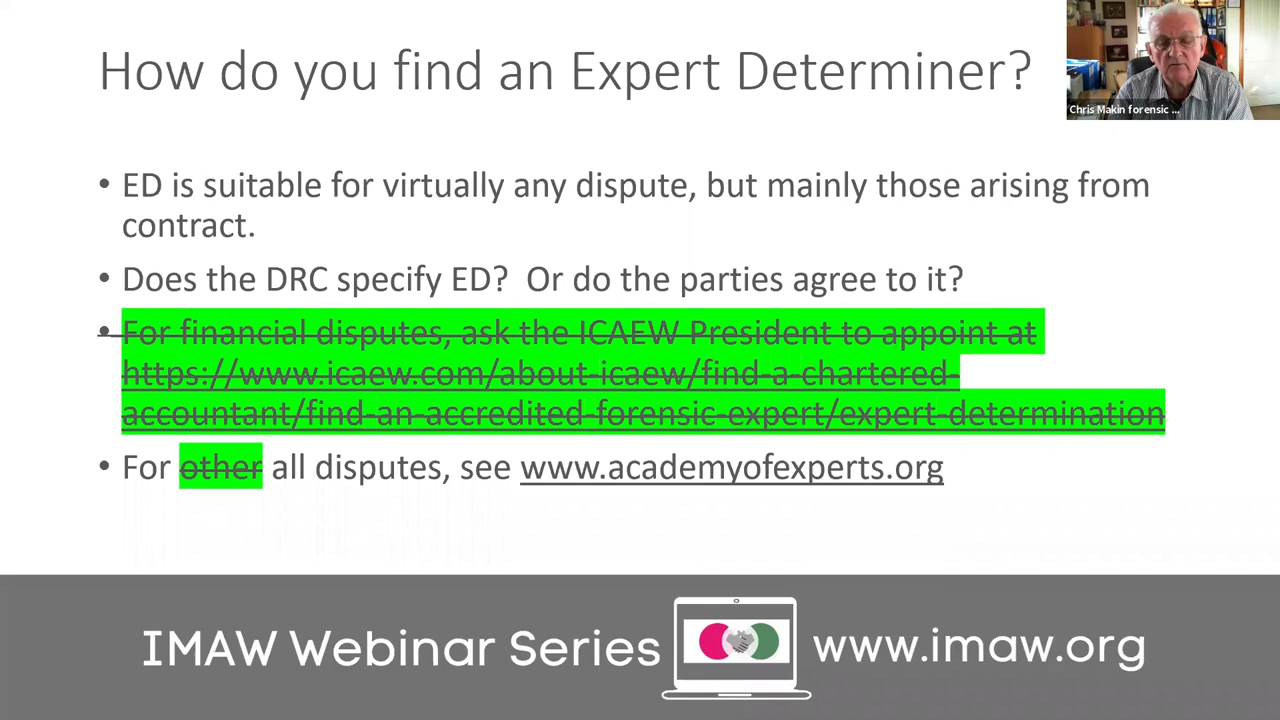 How do you find an Expert Determiner?
Chris Makin forensic ...
• ED is suitable for virtually any dispute, but mainly those arising from
contract.
• Does the DRC specify ED? Or do the parties agree to it?
• For financial disputes, ask the ICAEW President to appoint at
https://www.icaew.com/about-icaew/find-a-chartered-
accountant/find-an-accredited-forensic-expert/expert-determination
• For other all disputes, see www.academyofexperts.org
IMAW Webinar Series www.imaw.org